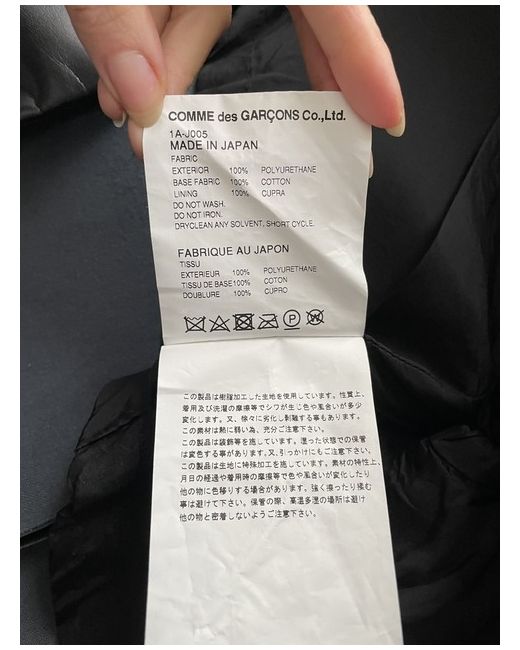 COMME des GARÇONS Co.,Ltd.
1A-J005
MADE IN JAPAN
FABRIC
EXTERIOR 100% POLYURETHANE
BASE FABRIC 100% COTTON
LINING 100% CUPRA
DO NOT WASH.
DO NOT IRON.
DRYCLEAN ANY SOLVENT, SHORT CYCLE.
FABRIQUE AU JAPON
TISSU
EXTERIEUR 100% POLYURETHANE
TISSU DE BASE 100% COTON
DOUBLURE 100% CUPRO
P W
この製品は樹脂加工した生地を使用しています。性質上、
着用及び洗濯の摩擦等でシワが生じ色や風合いが多少
変化します。又、徐々に劣化し剥離する事もあります。
この素材は熱に弱い為、充分ご注意下さい。
この製品は装飾等を施しています。湿った状態での保管
は変色する事があります。又、引っかけにもご注意下さい。
この製品は生地に特殊加工を施しています。素材の特性上、
月日の経過や着用時の摩擦等で色や風合いが変化したり
他の物に色移りする場合があります。強く擦ったり揉む
事は避けて下さい。保管の際、高温多湿の場所は避け
他の物と密着しないようご注意下さい。